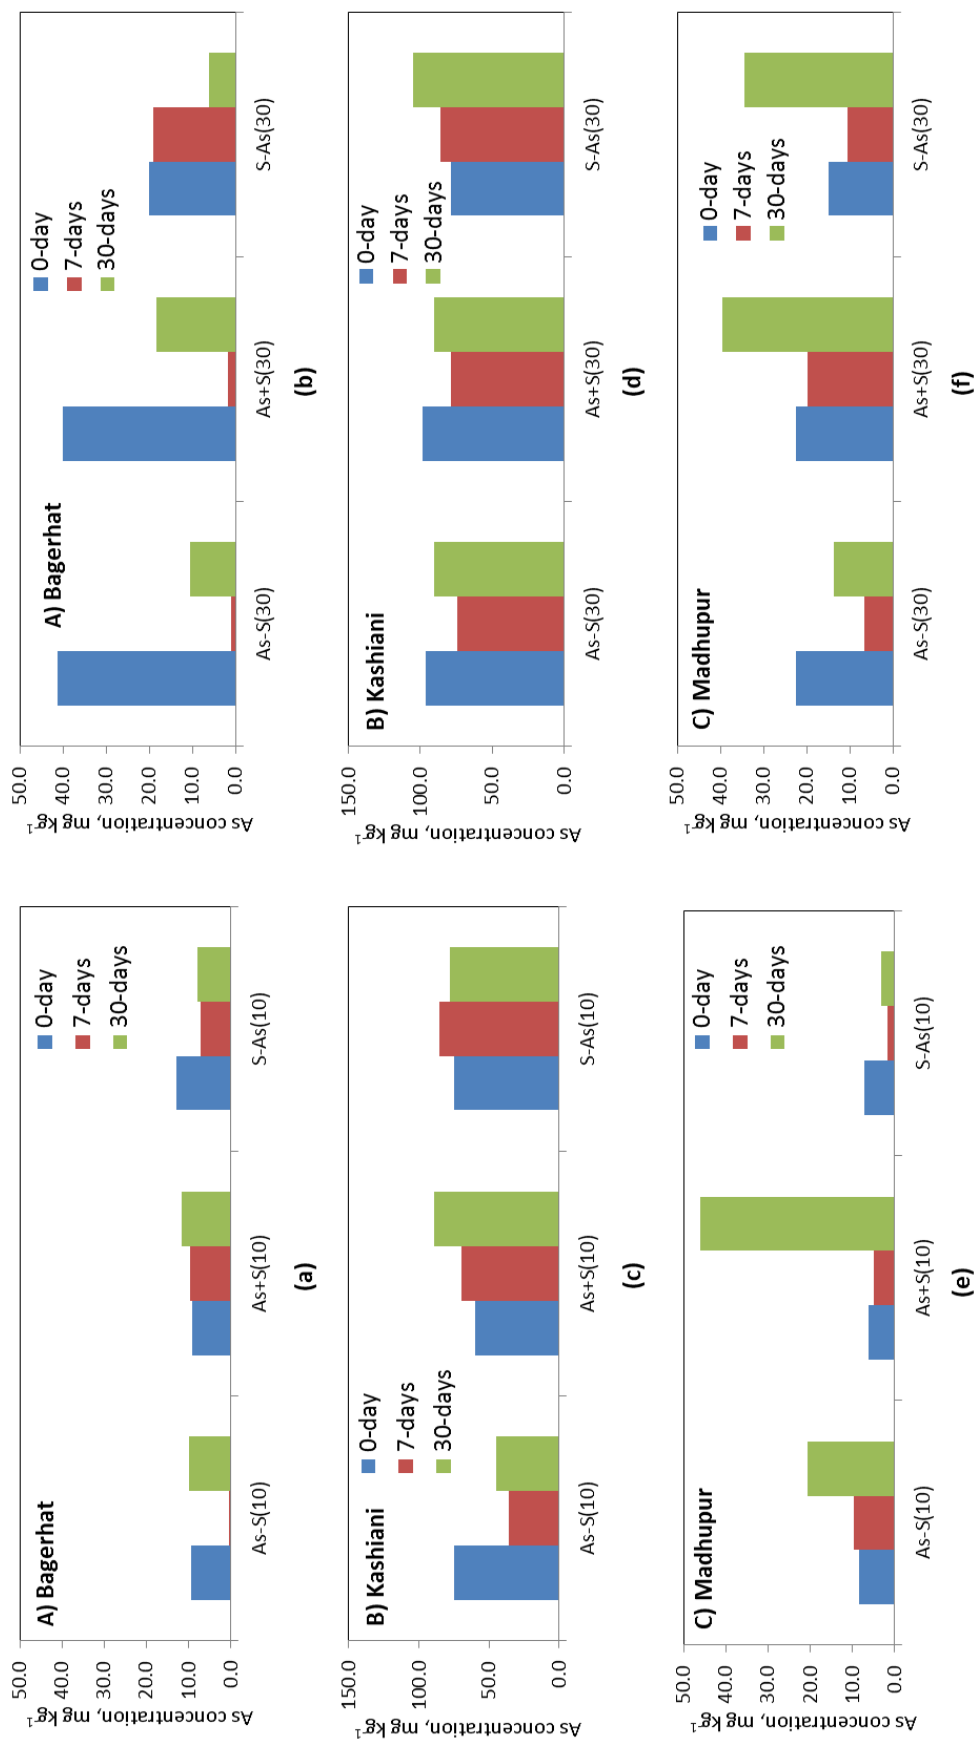 A) Bagerhat
As concentration, mg kg⁻¹
50.0
40.0
30.0
20.0
10.0
0.0
0-day
7-days
30-days
As–S(10)
As+S(10)
S-As(10)
(a)
A) Bagerhat
As concentration, mg kg⁻¹
50.0
40.0
30.0
20.0
10.0
0.0
0-day
7-days
30-days
As–S(30)
As+S(30)
S-As(30)
(b)
B) Kashiani
As concentration, mg kg⁻¹
150.0
100.0
50.0
0.0
0-day
7-days
30-days
As–S(10)
As+S(10)
S-As(10)
(c)
B) Kashiani
As concentration, mg kg⁻¹
150.0
100.0
50.0
0.0
0-day
7-days
30-days
As–S(30)
As+S(30)
S-As(30)
(d)
C) Madhupur
As concentration, mg kg⁻¹
50.0
40.0
30.0
20.0
10.0
0.0
0-day
7-days
30-days
As–S(10)
As+S(10)
S-As(10)
(e)
C) Madhupur
As concentration, mg kg⁻¹
50.0
40.0
30.0
20.0
10.0
0.0
0-day
7-days
30-days
As–S(30)
As+S(30)
S-As(30)
(f)